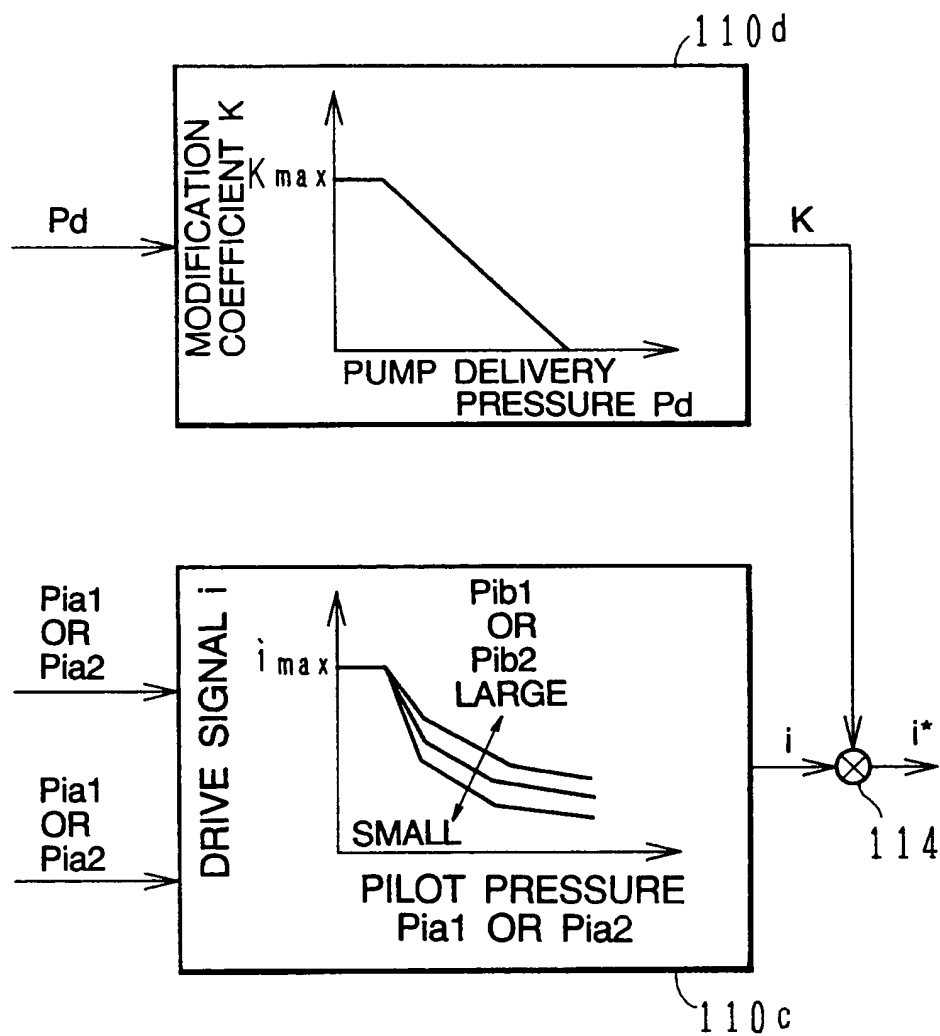 110d
MODIFICATION
COEFFICIENT K
Kmax
Pd
K
PUMP DELIVERY
PRESSURE Pd
Pia1
OR
Pia2
Pia1
OR
Pia2
DRIVE SIGNAL i
imax
Pib1
OR
Pib2
LARGE
SMALL
PILOT PRESSURE
Pia1 OR Pia2
i
i*
114
110c